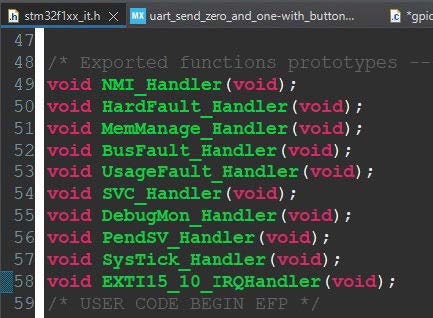 .h stm32f1xx_it.h MX uart_send_zero_and_one-with_button... .c *gpic
47
48 /* Exported functions prototypes --
49 void NMI_Handler(void);
50 void HardFault_Handler(void);
51 void MemManage_Handler(void);
52 void BusFault_Handler(void);
53 void UsageFault_Handler(void);
54 void SVC_Handler(void);
55 void DebugMon_Handler(void);
56 void PendSV_Handler(void);
57 void SysTick_Handler(void);
58 void EXTI15_10_IRQHandler(void);
59 /* USER CODE BEGIN EFP */